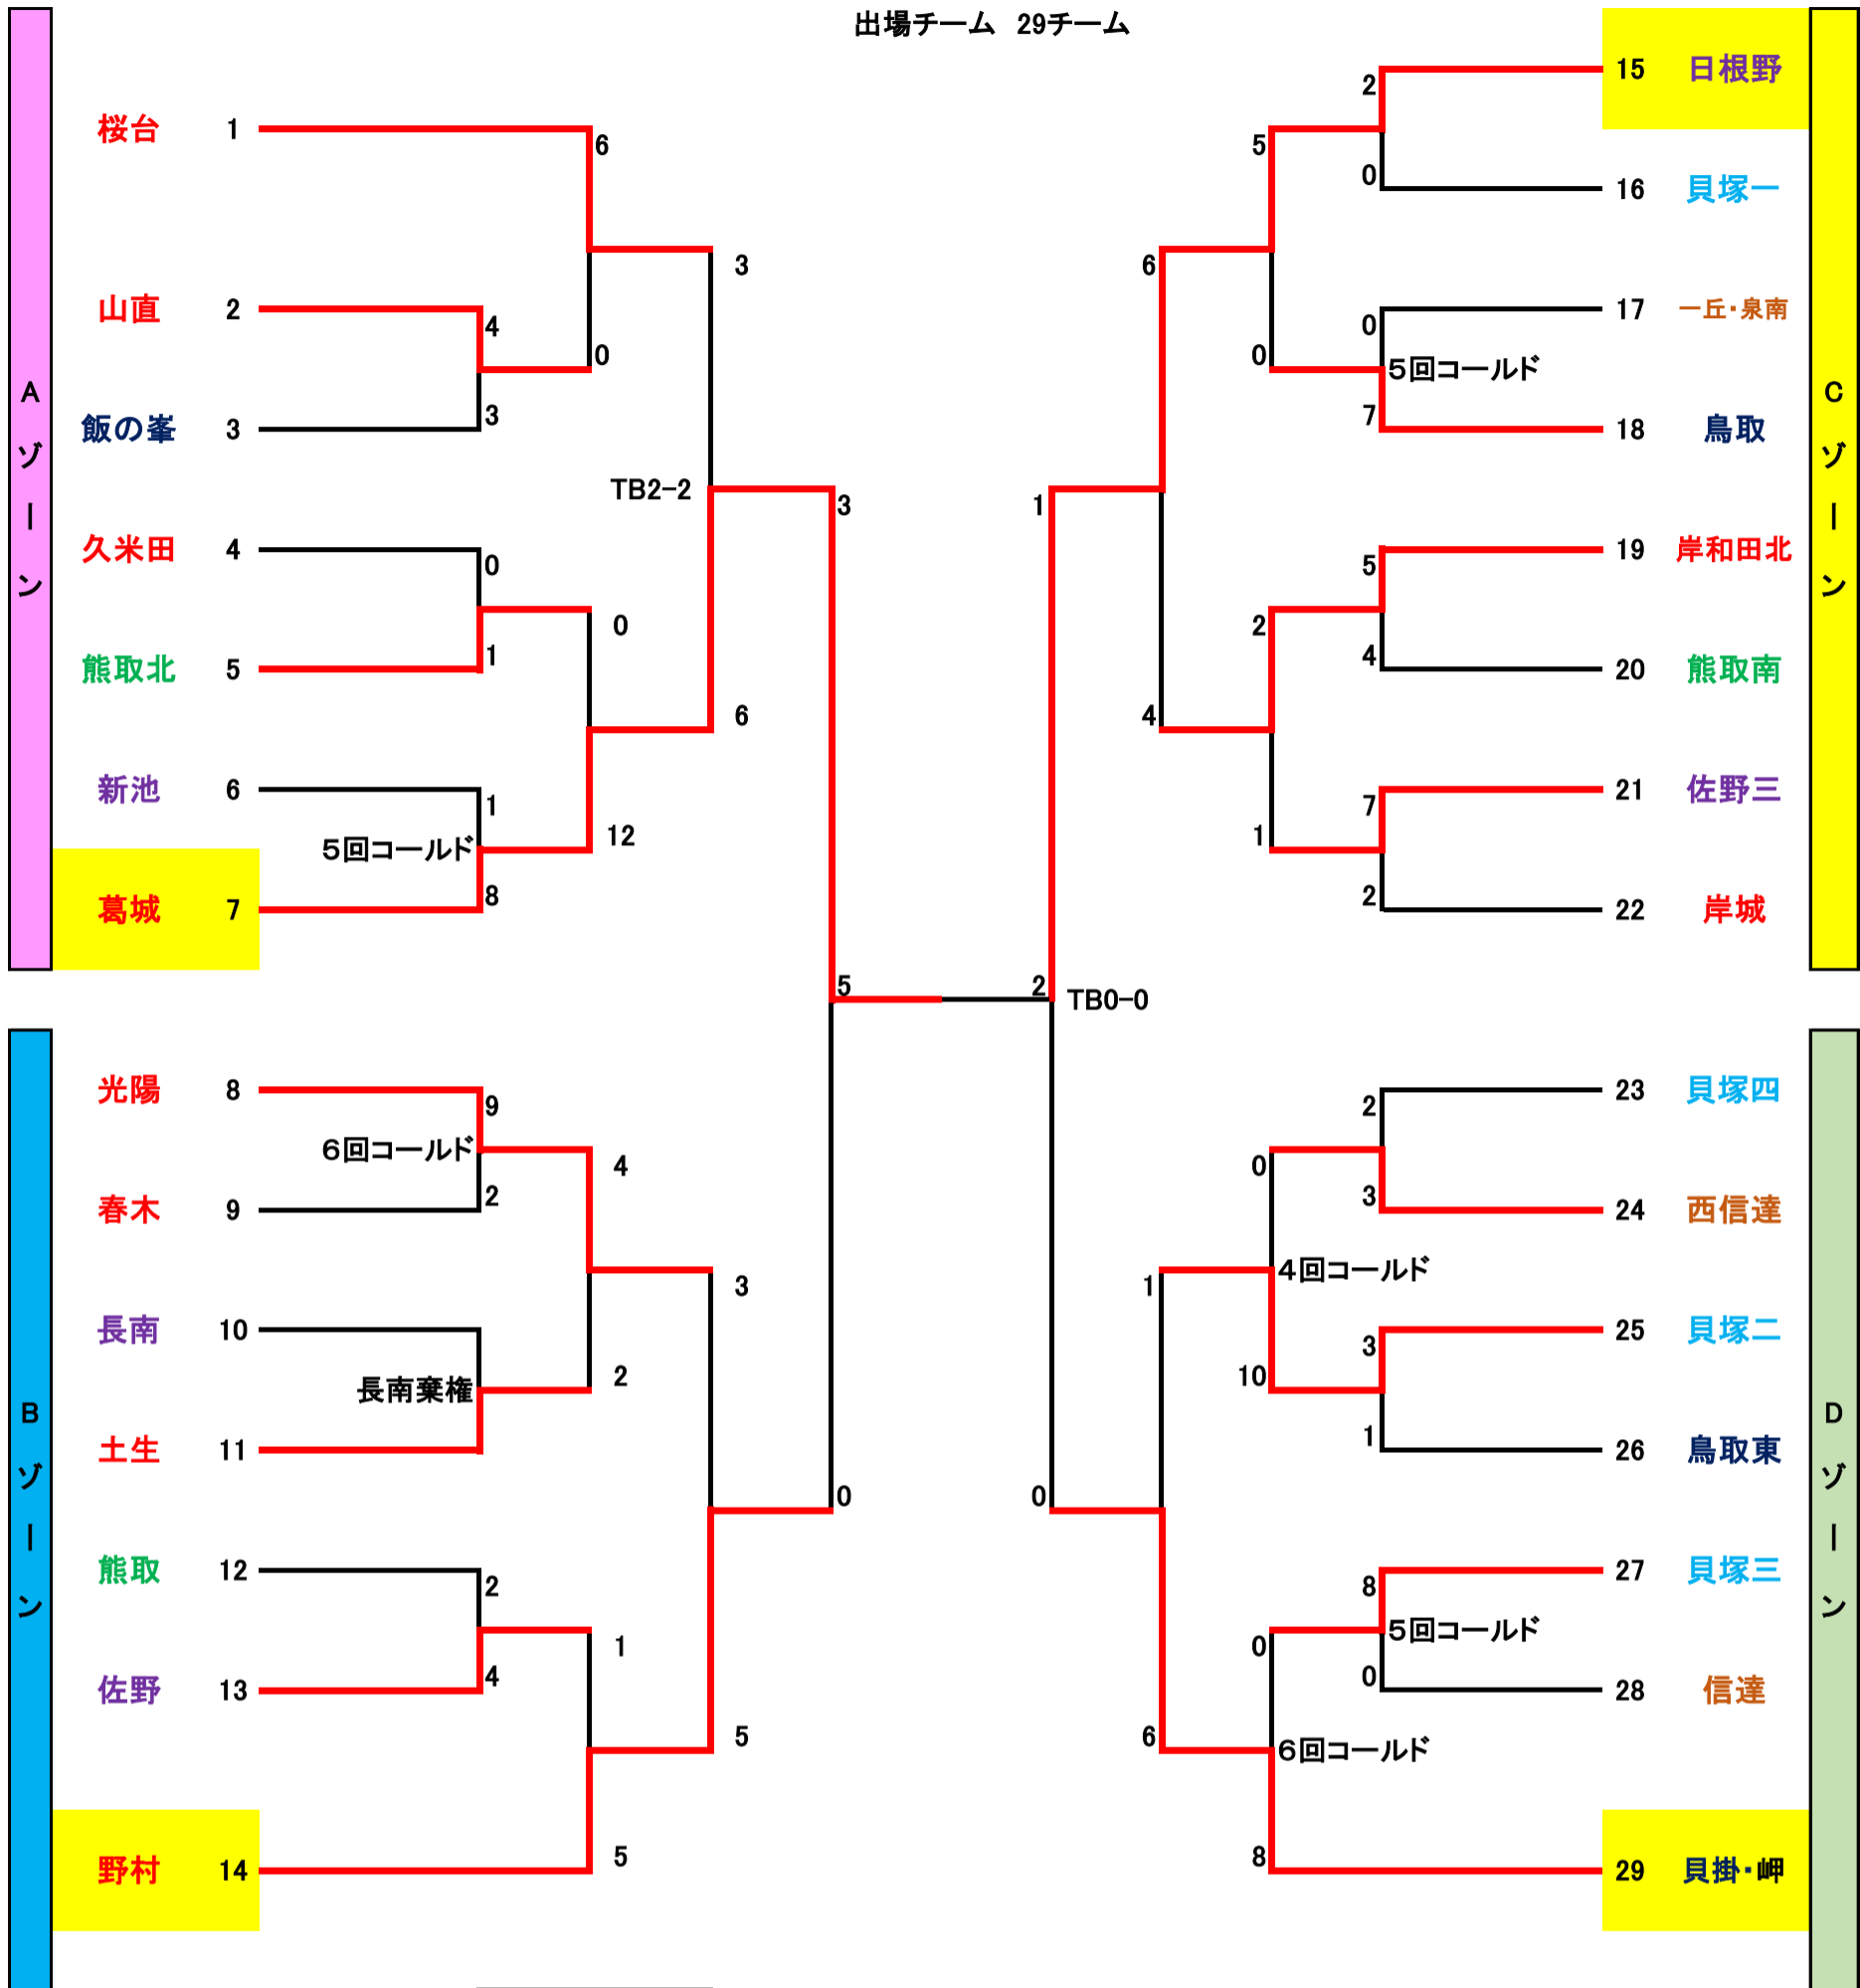 出場チーム 29チーム
Aゾーン
桜台 1
6
山直 2
4
0
飯の峯 3
3
3
TB2-2
久米田 4
0
熊取北 5
1
0
6
新池 6
1
5回コールド
12
葛城 7
8
3
5
Bゾーン
光陽 8
9
6回コールド
4
春木 9
2
3
長南 10
長南棄権
2
土生 11
0
熊取 12
2
1
佐野 13
4
5
野村 14
5
Cゾーン
15 日根野
2
5
0
16 貝塚一
6
17 一丘・泉南
0
0
5回コールド
7
18 鳥取
1
19 岸和田北
5
2
4
20 熊取南
4
21 佐野三
7
1
2
22 岸城
2
TB0-0
Dゾーン
23 貝塚四
2
0
3
24 西信達
4回コールド
1
25 貝塚二
3
10
1
26 鳥取東
0
27 貝塚三
8
0
5回コールド
0
28 信達
6
6回コールド
8
29 貝掛・岬